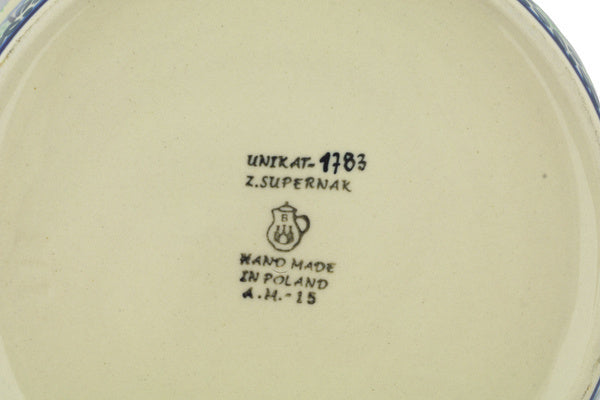 UNIKAT-1783
Z.SUPERNAK
B
HAND MADE
IN POLAND
A.M.-15